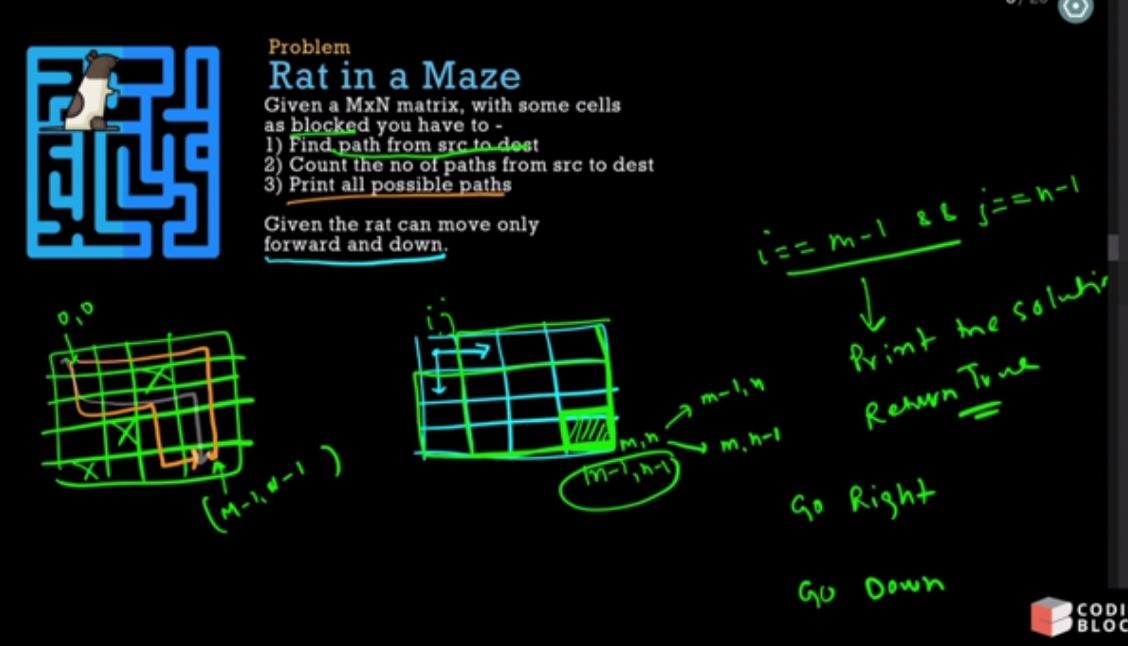 Problem
Rat in a Maze
Given a MxN matrix, with some cells
as blocked you have to -
1) Find path from src to dest
2) Count the no of paths from src to dest
3) Print all possible paths
Given the rat can move only
forward and down.
i == m-1 && j == n-1
Print the solution
Return True
0,0
i,j
(M-1, N-1)
m,n
m-1,n
m,n-1
m-1,n-1
Go Right
Go Down
CODI
BLOC